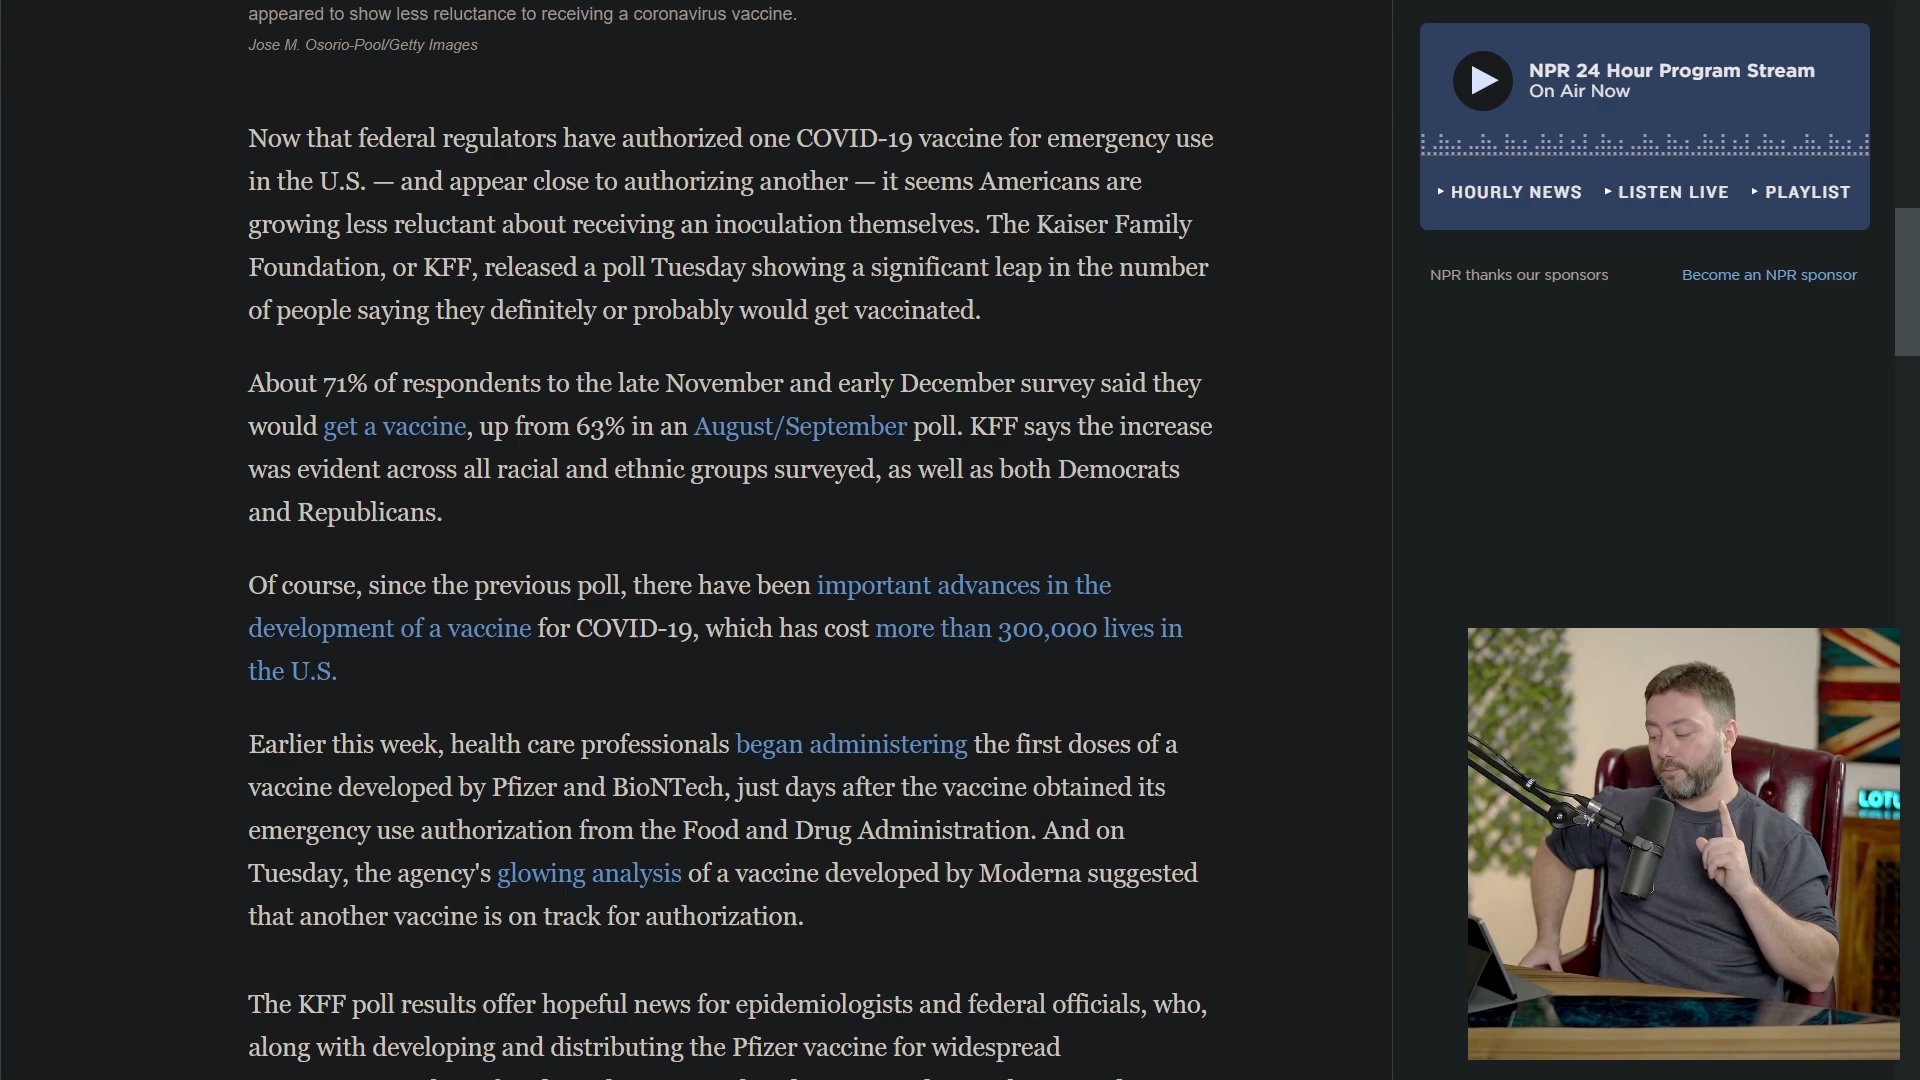 appeared to show less reluctance to receiving a coronavirus vaccine.
Jose M. Osorio-Pool/Getty Images
Now that federal regulators have authorized one COVID-19 vaccine for emergency use
in the U.S. — and appear close to authorizing another — it seems Americans are
growing less reluctant about receiving an inoculation themselves. The Kaiser Family
Foundation, or KFF, released a poll Tuesday showing a significant leap in the number
of people saying they definitely or probably would get vaccinated.
About 71% of respondents to the late November and early December survey said they
would get a vaccine, up from 63% in an August/September poll. KFF says the increase
was evident across all racial and ethnic groups surveyed, as well as both Democrats
and Republicans.
Of course, since the previous poll, there have been important advances in the
development of a vaccine for COVID-19, which has cost more than 300,000 lives in
the U.S.
Earlier this week, health care professionals began administering the first doses of a
vaccine developed by Pfizer and BioNTech, just days after the vaccine obtained its
emergency use authorization from the Food and Drug Administration. And on
Tuesday, the agency's glowing analysis of a vaccine developed by Moderna suggested
that another vaccine is on track for authorization.
The KFF poll results offer hopeful news for epidemiologists and federal officials, who,
along with developing and distributing the Pfizer vaccine for widespread
NPR 24 Hour Program Stream
On Air Now
HOURLY NEWS LISTEN LIVE PLAYLIST
NPR thanks our sponsors Become an NPR sponsor